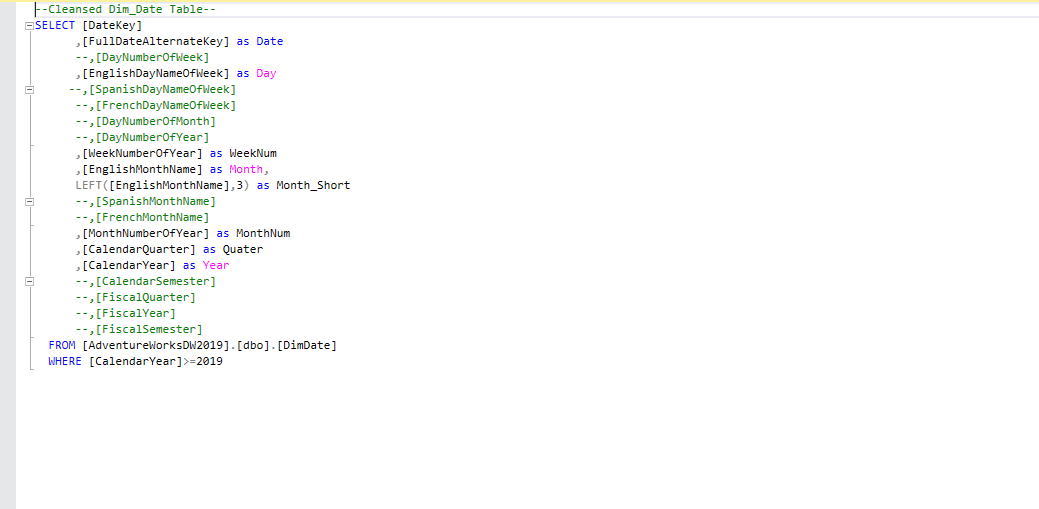 --Cleansed Dim_Date Table--
SELECT [DateKey]
,[FullDateAlternateKey] as Date
--,[DayNumberOfWeek]
,[EnglishDayNameOfWeek] as Day
--,[SpanishDayNameOfWeek]
--,[FrenchDayNameOfWeek]
--,[DayNumberOfMonth]
--,[DayNumberOfYear]
,[WeekNumberOfYear] as WeekNum
,[EnglishMonthName] as Month,
LEFT([EnglishMonthName],3) as Month_Short
--,[SpanishMonthName]
--,[FrenchMonthName]
,[MonthNumberOfYear] as MonthNum
,[CalendarQuarter] as Quater
,[CalendarYear] as Year
--,[CalendarSemester]
--,[FiscalQuarter]
--,[FiscalYear]
--,[FiscalSemester]
FROM [AdventureWorksDW2019].[dbo].[DimDate]
WHERE [CalendarYear]>=2019